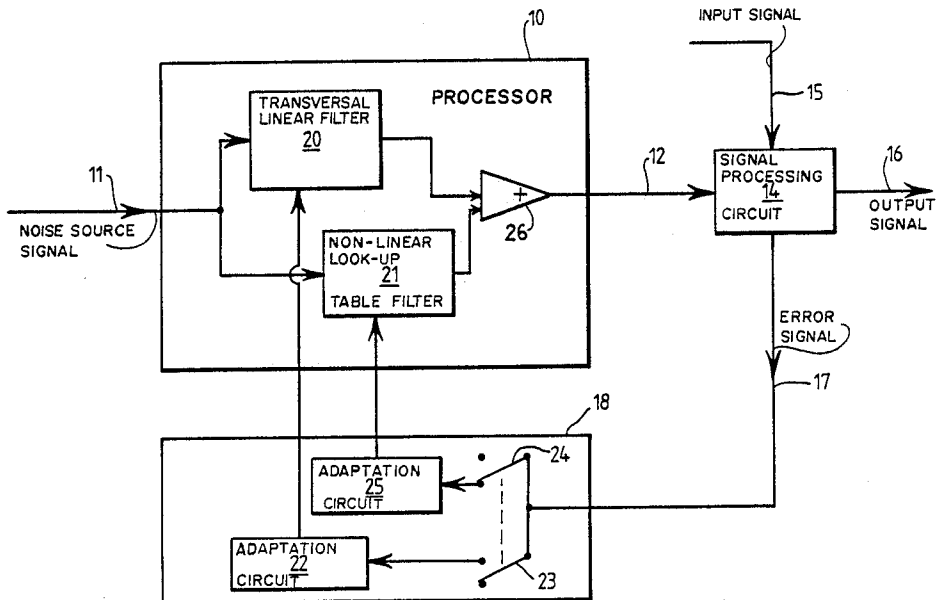 10
INPUT SIGNAL
15
PROCESSOR
TRANSVERSAL
LINEAR FILTER
20
11
NOISE SOURCE
SIGNAL
+
26
12
SIGNAL
PROCESSING
14
CIRCUIT
16
OUTPUT
SIGNAL
NON-LINEAR
LOOK-UP
21
TABLE FILTER
ERROR
SIGNAL
17
18
24
ADAPTATION
25
CIRCUIT
ADAPTATION
22
CIRCUIT
23